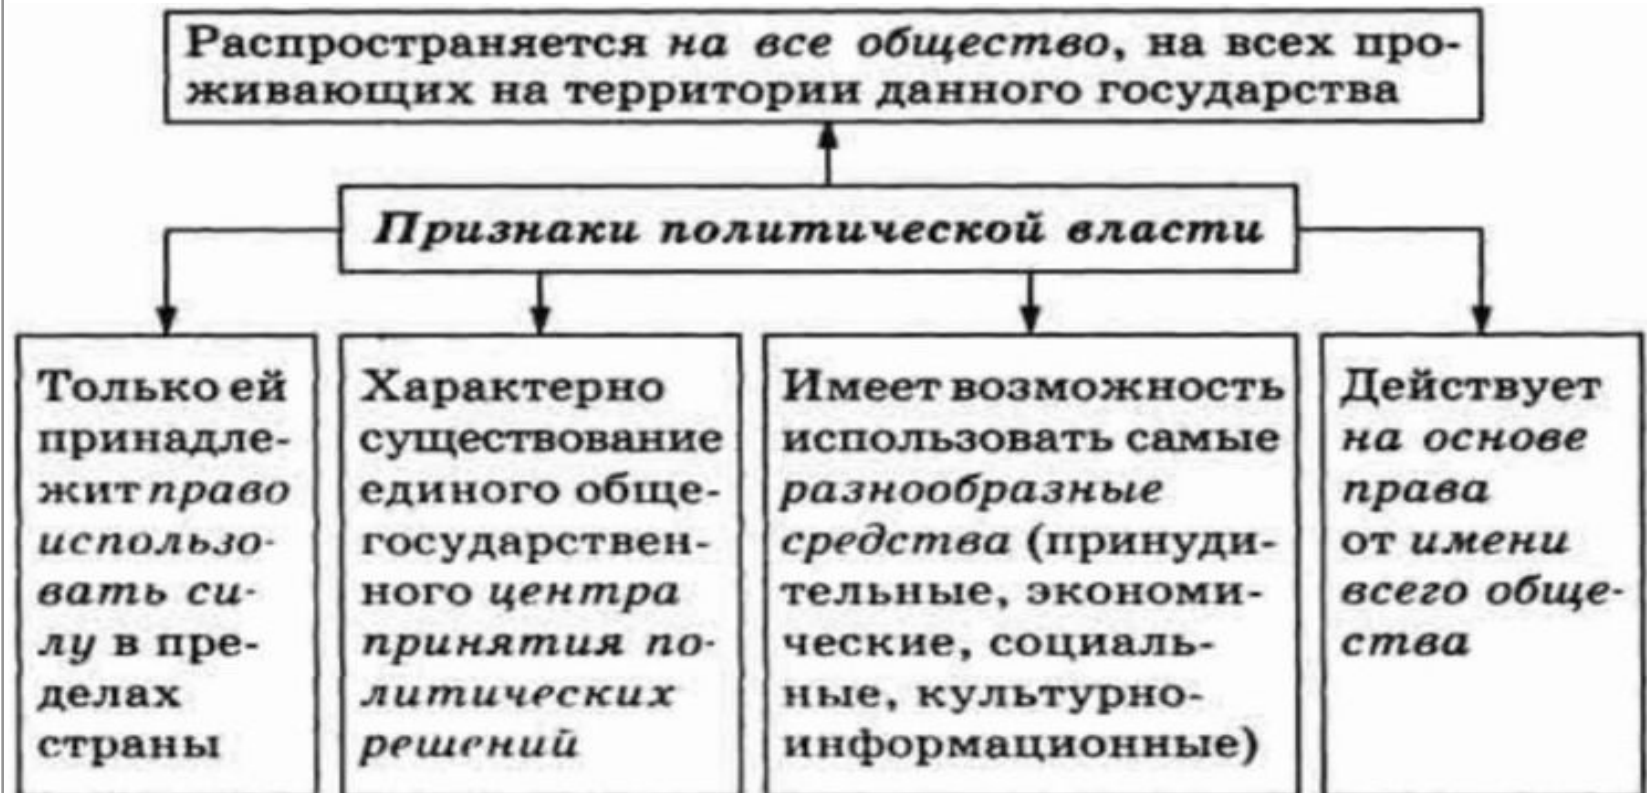 Распространяется на все общество, на всех про-
живающих на территории данного государства
Признаки политической власти
Только ей
принадле-
жит право
использо-
вать си-
лу в пре-
делах
страны
Характерно
существование
единого обще-
государствен-
ного центра
принятия по-
литических
решений
Имеет возможность
использовать самые
разнообразные
средства (принуди-
тельные, экономи-
ческие, социаль-
ные, культурно-
информационные)
Действует
на основе
права
от имени
всего обще-
ства